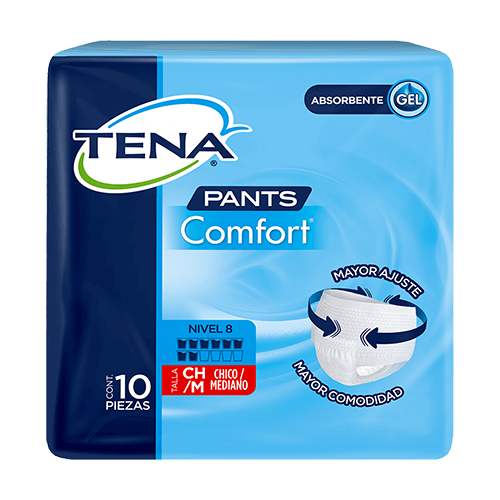 ABSORBENTE GEL
TENA
PANTS
Comfort®
MAYOR AJUSTE
NIVEL 8
CONT. 10 PIEZAS
TALLA CH/M CHICO/MEDIANO
MAYOR COMODIDAD